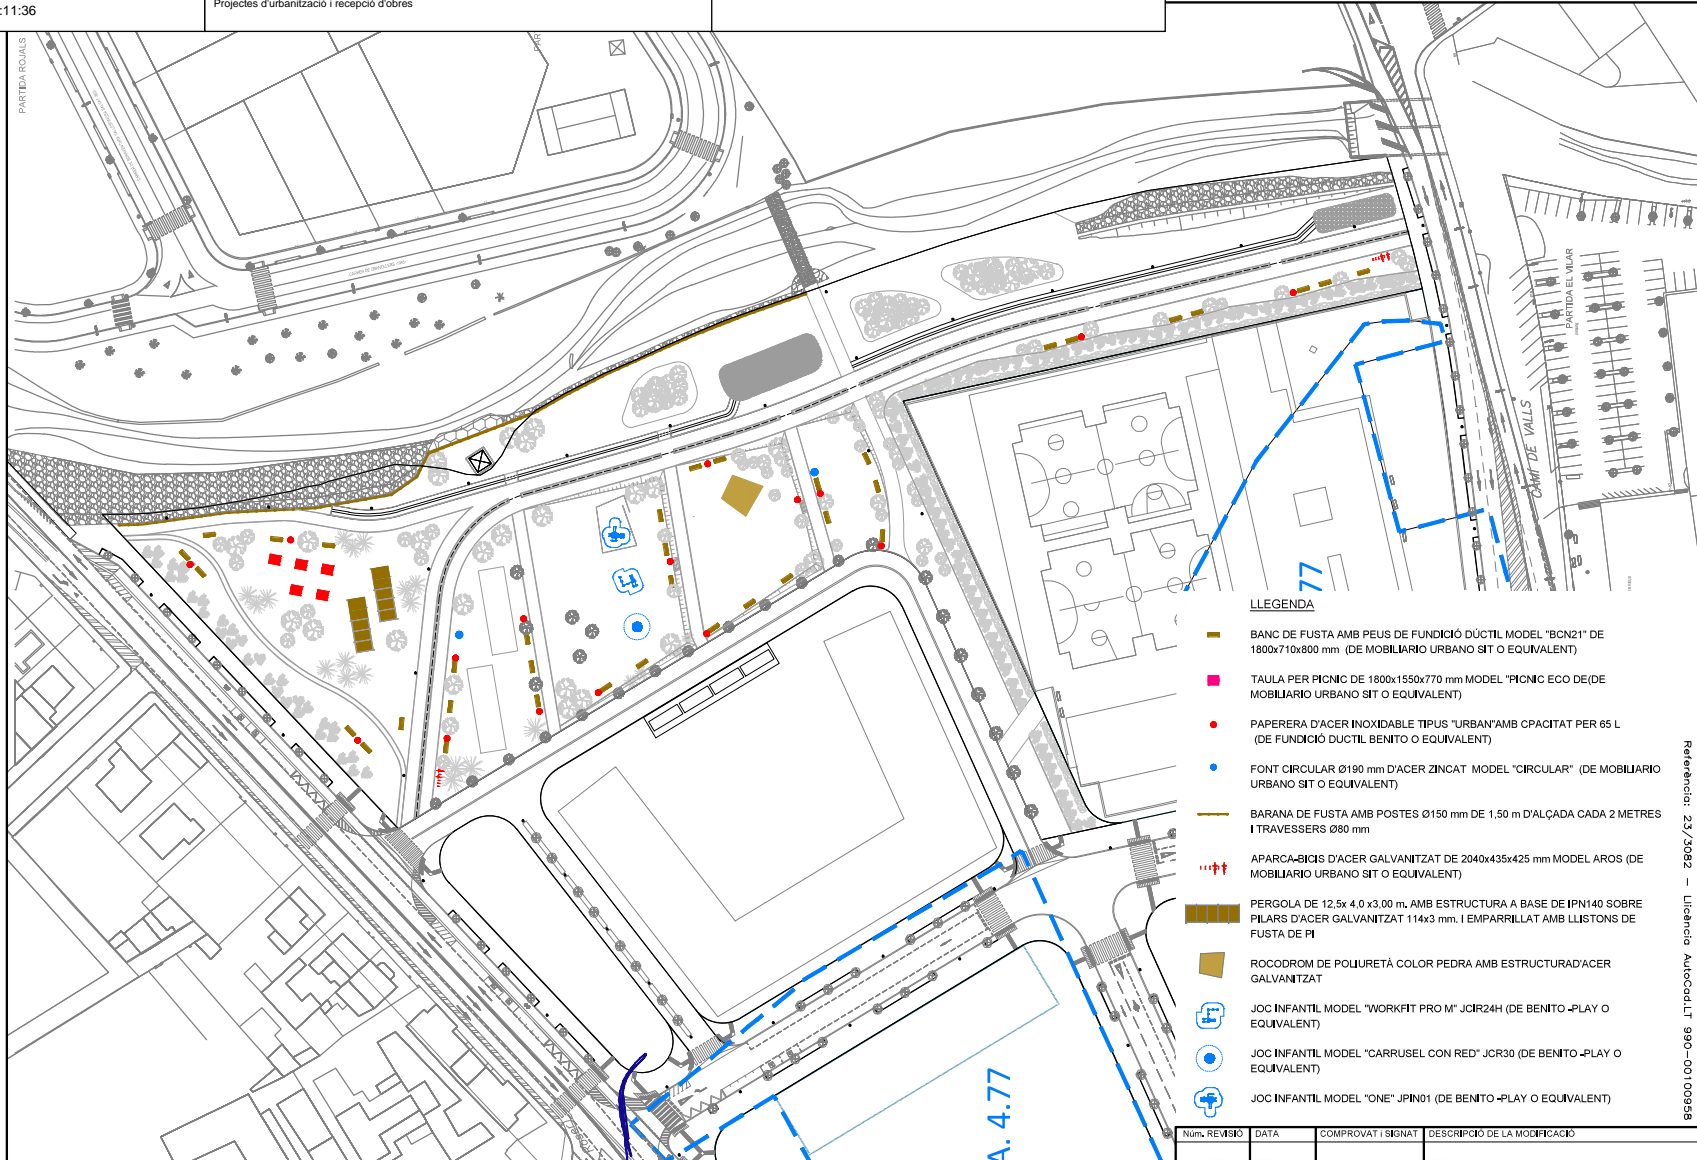 :11:36
Projectes d'urbanització i recepció d'obres
PARTIDA ROJALS
PARTIDA EL VILAR
CAMÍ DE VALLS
77
A. 4.77
LLEGENDA
BANC DE FUSTA AMB PEUS DE FUNDICIÓ DÚCTIL MODEL "BCN21" DE
1800x710x800 mm (DE MOBILIARIO URBANO SIT O EQUIVALENT)
TAULA PER PICNIC DE 1800x1550x770 mm MODEL "PICNIC ECO DE(DE
MOBILIARIO URBANO SIT O EQUIVALENT)
PAPERERA D'ACER INOXIDABLE TIPUS "URBAN"AMB CPACITAT PER 65 L
(DE FUNDICIÓ DUCTIL BENITO O EQUIVALENT)
FONT CIRCULAR Ø190 mm D'ACER ZINCAT MODEL "CIRCULAR" (DE MOBILIARIO
URBANO SIT O EQUIVALENT)
BARANA DE FUSTA AMB POSTES Ø150 mm DE 1,50 m D'ALÇADA CADA 2 METRES
I TRAVESSERS Ø80 mm
APARCA-BICIS D'ACER GALVANITZAT DE 2040x435x425 mm MODEL AROS (DE
MOBILIARIO URBANO SIT O EQUIVALENT)
PERGOLA DE 12,5x 4,0 x3,00 m. AMB ESTRUCTURA A BASE DE IPN140 SOBRE
PILARS D'ACER GALVANITZAT 114x3 mm. I EMPARRILLAT AMB LLISTONS DE
FUSTA DE PI
ROCODROM DE POLIURETÀ COLOR PEDRA AMB ESTRUCTURAD'ACER
GALVANITZAT
JOC INFANTIL MODEL "WORKFIT PRO M" JCIR24H (DE BENITO -PLAY O
EQUIVALENT)
JOC INFANTIL MODEL "CARRUSEL CON RED" JCR30 (DE BENITO -PLAY O
EQUIVALENT)
JOC INFANTIL MODEL "ONE" JPIN01 (DE BENITO -PLAY O EQUIVALENT)
Núm. REVISIÓ DATA COMPROVAT i SIGNAT DESCRIPCIÓ DE LA MODIFICACIÓ
Referència: 23/3082 - Llicència AutoCad.LT 990-00100958